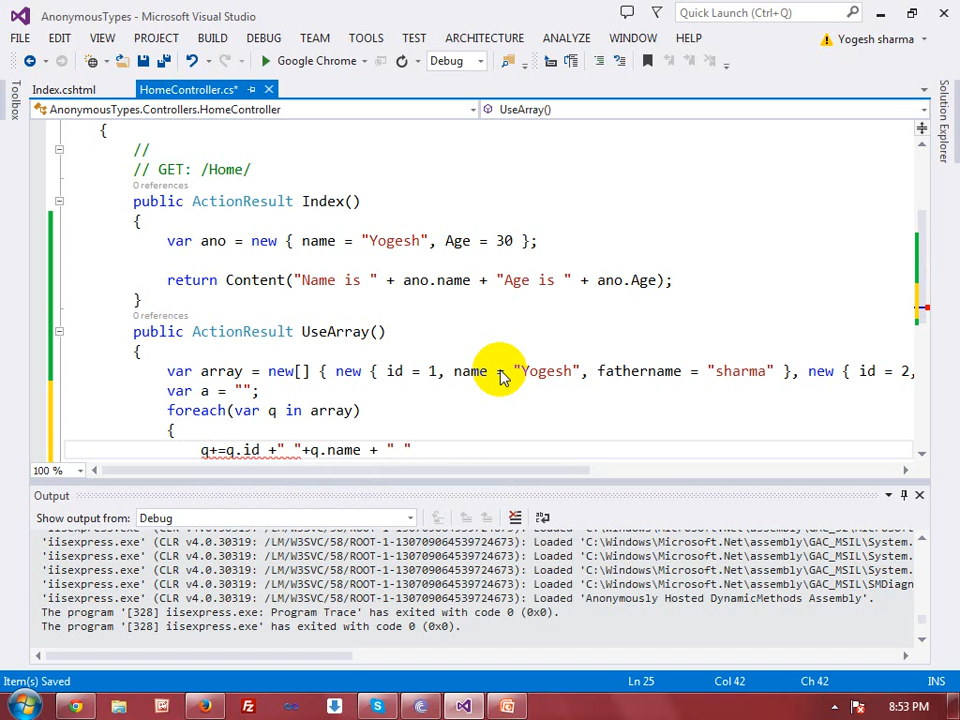 AnonymousTypes - Microsoft Visual Studio
Quick Launch (Ctrl+Q)
FILE EDIT VIEW PROJECT BUILD DEBUG TEAM TOOLS TEST ARCHITECTURE ANALYZE WINDOW HELP
Yogesh sharma
Google Chrome
Debug
Toolbox
Index.cshtml
HomeController.cs*
Solution Explorer
AnonymousTypes.Controllers.HomeController
UseArray()
{
//
// GET: /Home/
0 references
public ActionResult Index()
{
var ano = new { name = "Yogesh", Age = 30 };
return Content("Name is " + ano.name + "Age is " + ano.Age);
}
0 references
public ActionResult UseArray()
{
var array = new[] { new { id = 1, name = "Yogesh", fathername = "sharma" }, new { id = 2,
var a = "";
foreach(var q in array)
{
q+=q.id +" "+q.name + " "
100 %
Output
Show output from: Debug
'iisexpress.exe' (CLR v4.0.30319: /LM/W3SVC/58/ROOT-1-130709064539724673): Loaded 'C:\Windows\Microsoft.Net\assembly\GAC_MSIL\System.
'iisexpress.exe' (CLR v4.0.30319: /LM/W3SVC/58/ROOT-1-130709064539724673): Loaded 'C:\Windows\Microsoft.Net\assembly\GAC_MSIL\System.
'iisexpress.exe' (CLR v4.0.30319: /LM/W3SVC/58/ROOT-1-130709064539724673): Loaded 'C:\Windows\Microsoft.Net\assembly\GAC_MSIL\System.
'iisexpress.exe' (CLR v4.0.30319: /LM/W3SVC/58/ROOT-1-130709064539724673): Loaded 'C:\Windows\Microsoft.Net\assembly\GAC_MSIL\SMDiagn
'iisexpress.exe' (CLR v4.0.30319: /LM/W3SVC/58/ROOT-1-130709064539724673): Loaded 'Anonymously Hosted DynamicMethods Assembly'.
The program '[328] iisexpress.exe: Program Trace' has exited with code 0 (0x0).
The program '[328] iisexpress.exe' has exited with code 0 (0x0).
Item(s) Saved
Ln 25
Col 42
Ch 42
INS
8:53 PM